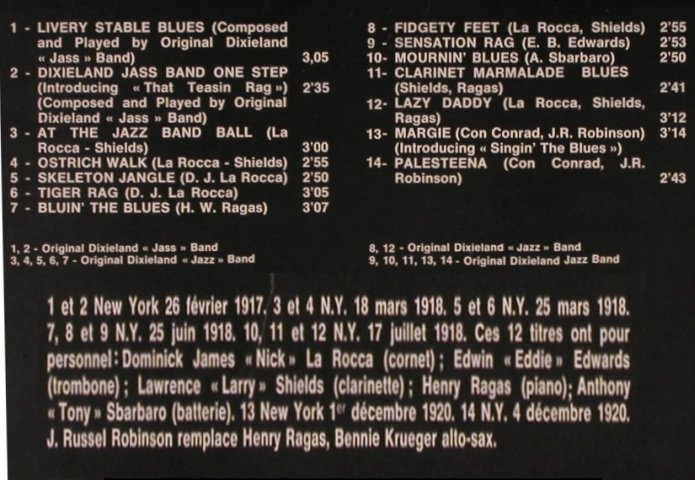 1 - LIVERY STABLE BLUES (Composed
and Played by Original Dixieland
« Jass » Band) 3,05
2 - DIXIELAND JASS BAND ONE STEP
(Introducing « That Teasin Rag ») 2'35
(Composed and Played by Original
Dixieland « Jass » Band)
3 - AT THE JAZZ BAND BALL (La
Rocca - Shields) 3'00
4 - OSTRICH WALK (La Rocca - Shields) 2'55
5 - SKELETON JANGLE (D. J. La Rocca) 2'50
6 - TIGER RAG (D. J. La Rocca) 3'05
7 - BLUIN' THE BLUES (H. W. Ragas) 3'07
1, 2 - Original Dixieland « Jass » Band
3, 4, 5, 6, 7 - Original Dixieland « Jazz » Band
8 - FIDGETY FEET (La Rocca, Shields) 2'55
9 - SENSATION RAG (E. B. Edwards) 2'53
10- MOURNIN' BLUES (A. Sbarbaro) 2'50
11- CLARINET MARMALADE BLUES
(Shields, Ragas) 2'41
12- LAZY DADDY (La Rocca, Shields,
Ragas) 3'12
13- MARGIE (Con Conrad, J.R. Robinson) 3'14
(Introducing « Singin' The Blues »)
14- PALESTEENA (Con Conrad, J.R.
Robinson) 2'43
8, 12 - Original Dixieland « Jazz » Band
9, 10, 11, 13, 14 - Original Dixieland Jazz Band
1 et 2 New York 26 février 1917. 3 et 4 N.Y. 18 mars 1918. 5 et 6 N.Y. 25 mars 1918.
7, 8 et 9 N.Y. 25 juin 1918. 10, 11 et 12 N.Y. 17 juillet 1918. Ces 12 titres ont pour
personnel : Dominick James « Nick » La Rocca (cornet) ; Edwin « Eddie » Edwards
(trombone) ; Lawrence « Larry » Shields (clarinette) ; Henry Ragas (piano); Anthony
« Tony » Sbarbaro (batterie). 13 New York 1er décembre 1920. 14 N.Y. 4 décembre 1920.
J. Russel Robinson remplace Henry Ragas, Bennie Krueger alto-sax.